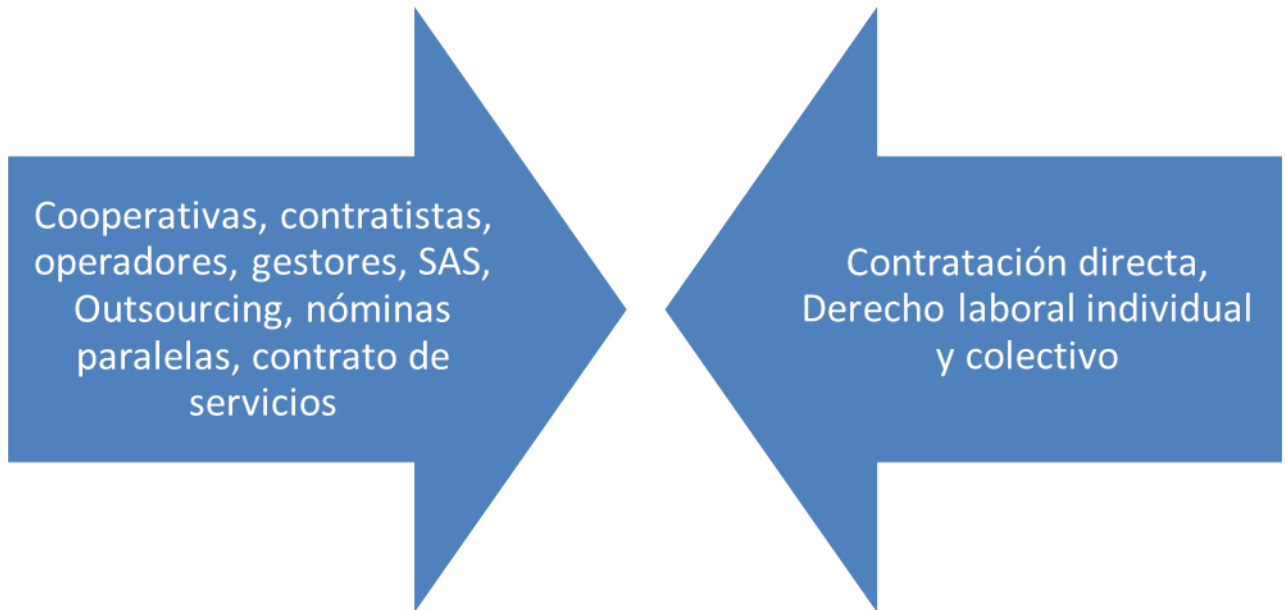 Cooperativas, contratistas,
operadores, gestores, SAS,
Outsourcing, nóminas
paralelas, contrato de
servicios
Contratación directa,
Derecho laboral individual
y colectivo